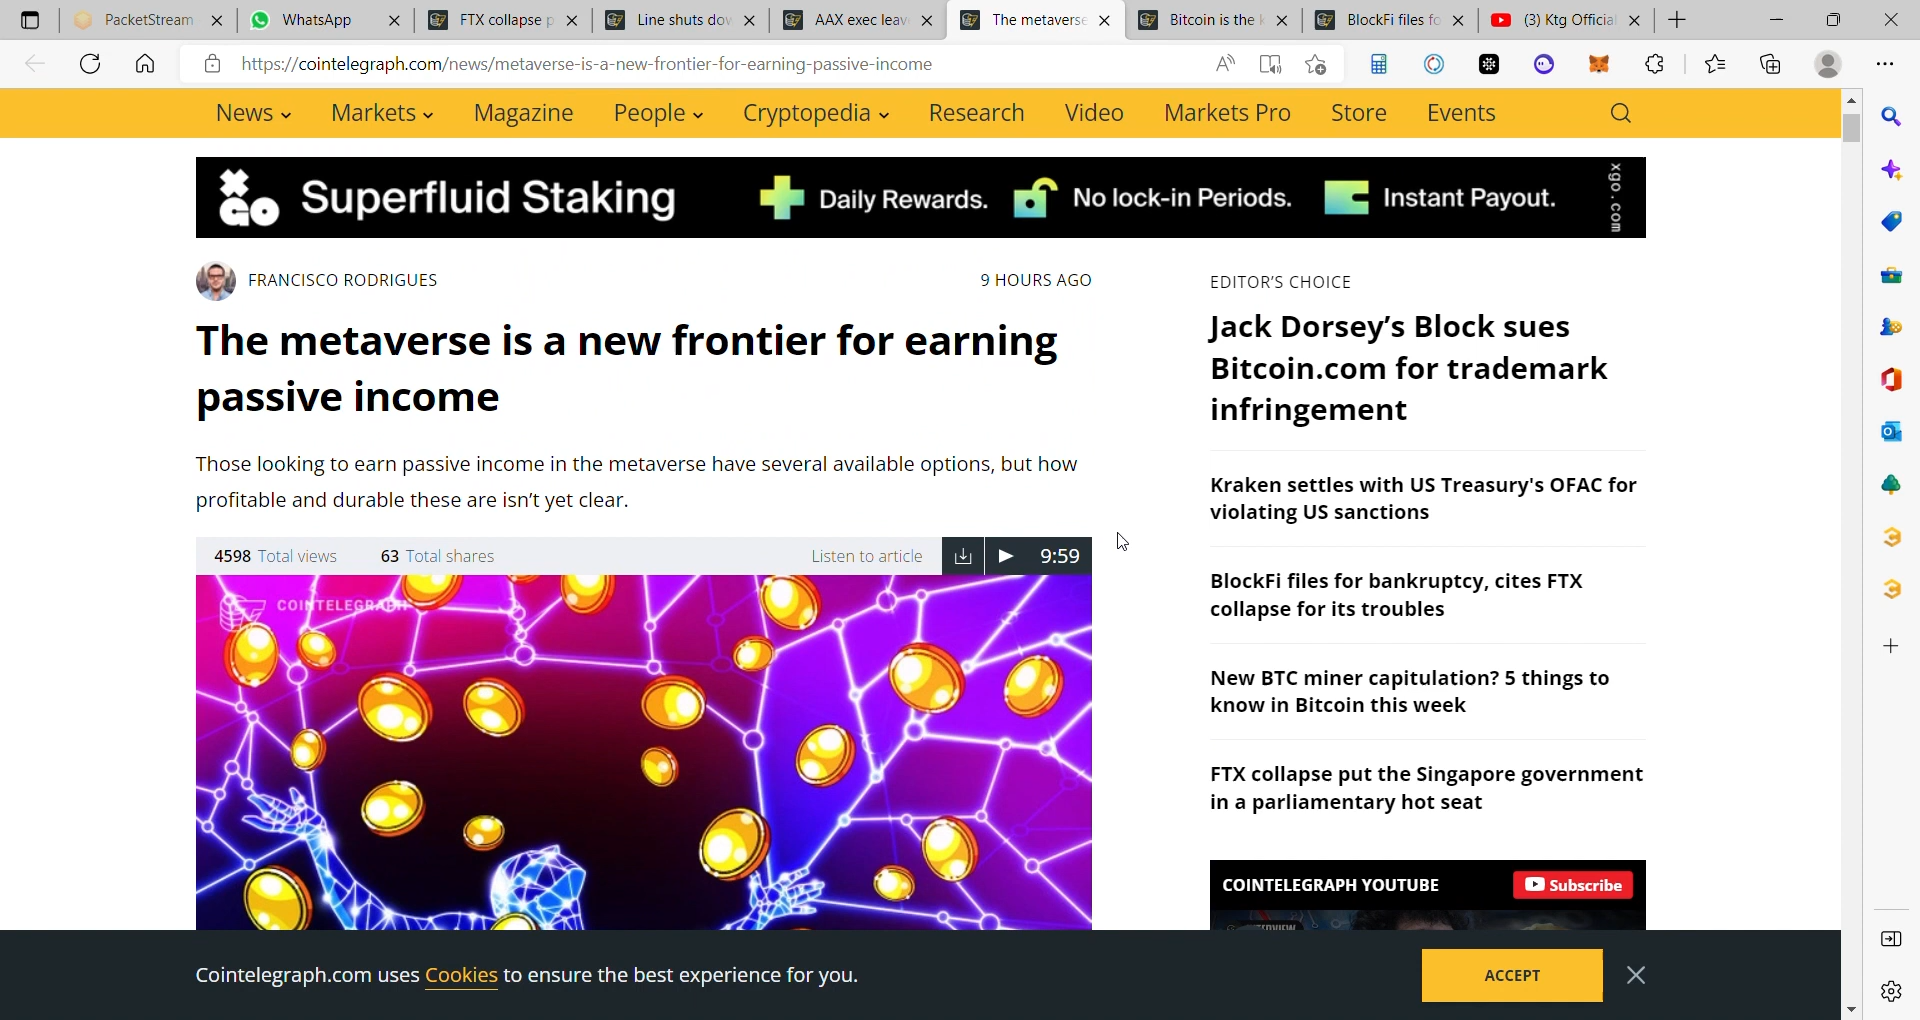 PacketStream
WhatsApp
FTX collapse p
Line shuts dov
AAX exec leav
The metaverse
Bitcoin is the k
BlockFi files fo
(3) Ktg Official
https://cointelegraph.com/news/metaverse-is-a-new-frontier-for-earning-passive-income
News
Markets
Magazine
People
Cryptopedia
Research
Video
Markets Pro
Store
Events
XGO
Superfluid Staking
Daily Rewards.
No lock-in Periods.
Instant Payout.
xgo.com
FRANCISCO RODRIGUES
9 HOURS AGO
The metaverse is a new frontier for earning
passive income
Those looking to earn passive income in the metaverse have several available options, but how
profitable and durable these are isn't yet clear.
4598 Total views
63 Total shares
Listen to article
9:59
COINTELEGRAPH
EDITOR'S CHOICE
Jack Dorsey's Block sues
Bitcoin.com for trademark
infringement
Kraken settles with US Treasury's OFAC for
violating US sanctions
BlockFi files for bankruptcy, cites FTX
collapse for its troubles
New BTC miner capitulation? 5 things to
know in Bitcoin this week
FTX collapse put the Singapore government
in a parliamentary hot seat
COINTELEGRAPH YOUTUBE
Subscribe
Cointelegraph.com uses Cookies to ensure the best experience for you.
ACCEPT